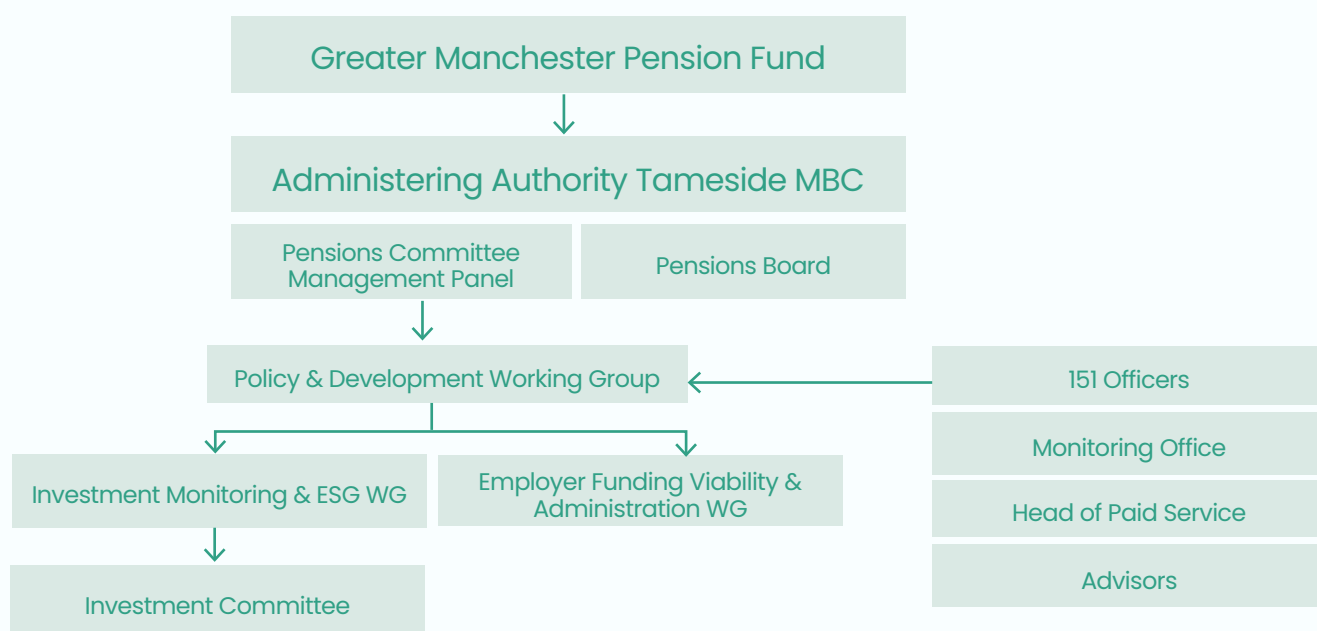 Greater Manchester Pension Fund
Administering Authority Tameside MBC
Pensions Committee
Management Panel
Pensions Board
Policy & Development Working Group
151 Officers
Monitoring Office
Head of Paid Service
Advisors
Investment Monitoring & ESG WG
Employer Funding Viability &
Administration WG
Investment Committee